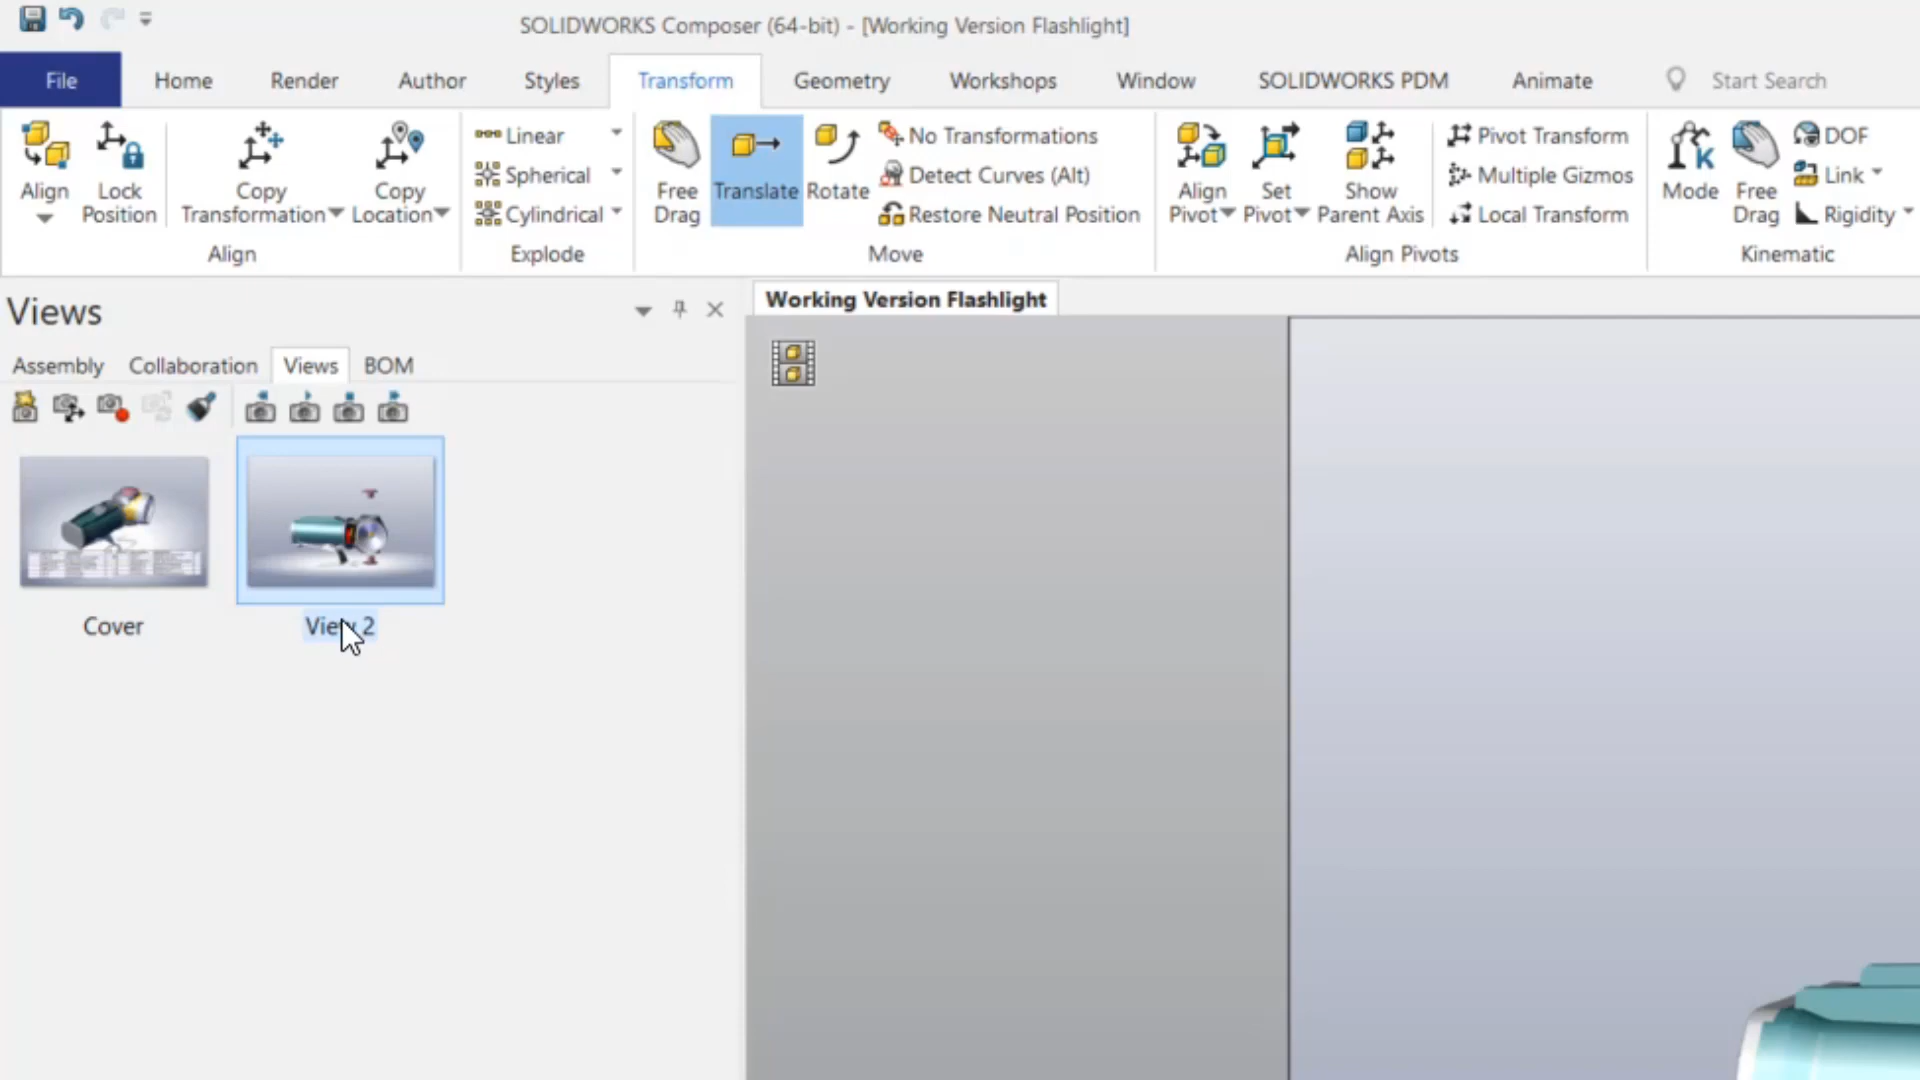 SOLIDWORKS Composer (64-bit) - [Working Version Flashlight]
File Home Render Author Styles Transform Geometry Workshops Window SOLIDWORKS PDM Animate Start Search
Align
Lock
Position
Copy
Transformation
Copy
Location
Align
Linear
Spherical
Cylindrical
Explode
Free
Drag
Translate
Rotate
No Transformations
Detect Curves (Alt)
Restore Neutral Position
Move
Align
Pivot
Set
Pivot
Show
Parent Axis
Pivot Transform
Multiple Gizmos
Local Transform
Align Pivots
K
Mode
Free
Drag
DOF
Link
Rigidity
Kinematic
Views
Assembly Collaboration Views BOM
Cover
View 2
Working Version Flashlight